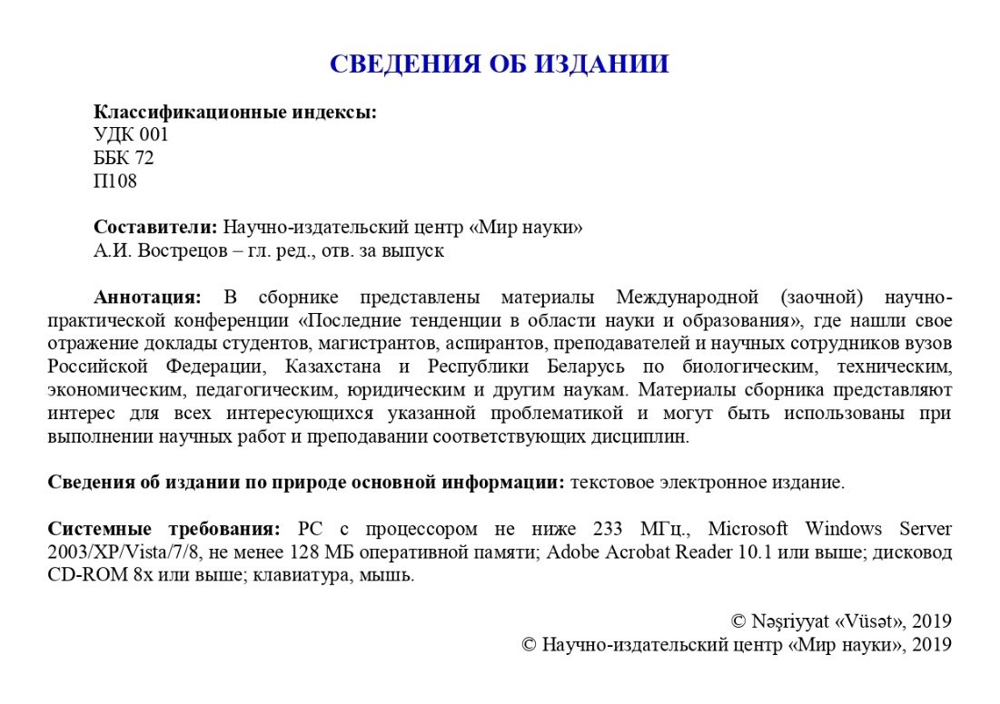 СВЕДЕНИЯ ОБ ИЗДАНИИ
Классификационные индексы:
УДК 001
ББК 72
П108
Составители: Научно-издательский центр «Мир науки»
А.И. Вострецов – гл. ред., отв. за выпуск
Аннотация: В сборнике представлены материалы Международной (заочной) научно-
практической конференции «Последние тенденции в области науки и образования», где нашли свое
отражение доклады студентов, магистрантов, аспирантов, преподавателей и научных сотрудников вузов
Российской Федерации, Казахстана и Республики Беларусь по биологическим, техническим,
экономическим, педагогическим, юридическим и другим наукам. Материалы сборника представляют
интерес для всех интересующихся указанной проблематикой и могут быть использованы при
выполнении научных работ и преподавании соответствующих дисциплин.
Сведения об издании по природе основной информации: текстовое электронное издание.
Системные требования: PC с процессором не ниже 233 МГц., Microsoft Windows Server
2003/XP/Vista/7/8, не менее 128 МБ оперативной памяти; Adobe Acrobat Reader 10.1 или выше; дисковод
CD-ROM 8x или выше; клавиатура, мышь.
© Nəşriyyat «Vüsət», 2019
© Научно-издательский центр «Мир науки», 2019